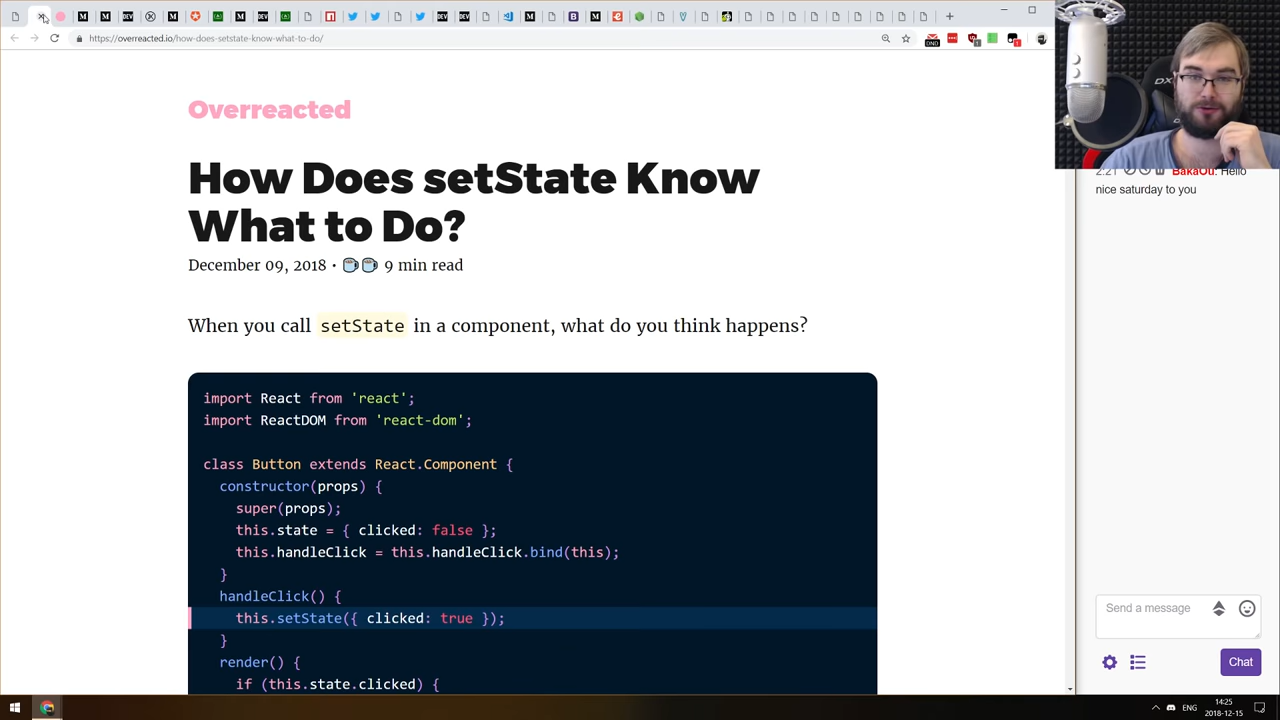 https://overreacted.io/how-does-setstate-know-what-to-do/
Overreacted
How Does setState Know
What to Do?
December 09, 2018 • 9 min read
When you call setState in a component, what do you think happens?
import React from 'react';
import ReactDOM from 'react-dom';
class Button extends React.Component {
constructor(props) {
super(props);
this.state = { clicked: false };
this.handleClick = this.handleClick.bind(this);
}
handleClick() {
this.setState({ clicked: true });
}
render() {
if (this.state.clicked) {
2:21 BakaOu: Hello
nice saturday to you
Send a message
Chat
ENG
14:25
2018-12-15